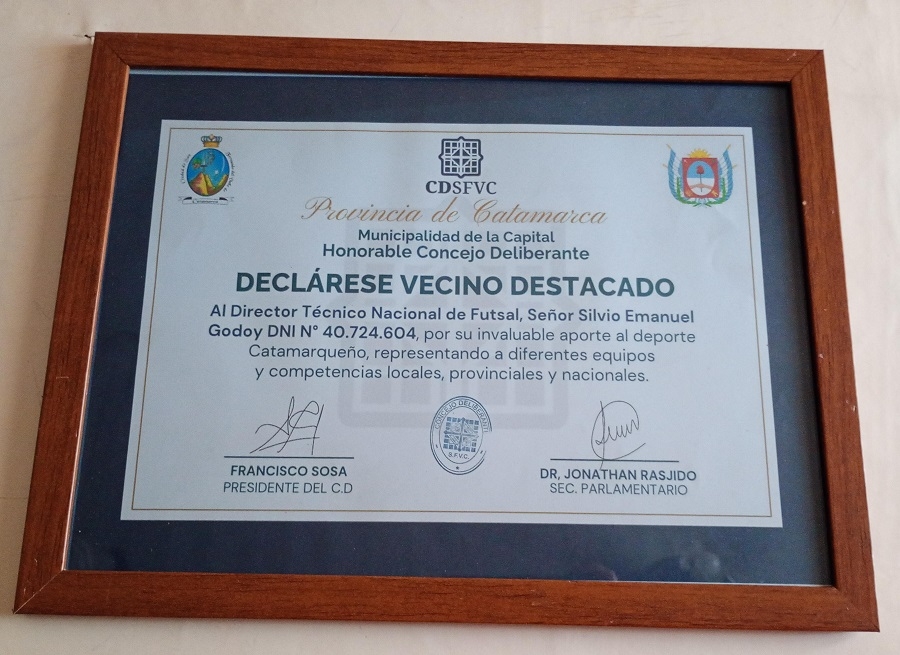 CDSFVC
Provincia de Catamarca
Municipalidad de la Capital
Honorable Concejo Deliberante
DECLÁRESE VECINO DESTACADO
Al Director Técnico Nacional de Futsal, Señor Silvio Emanuel
Godoy DNI N° 40.724.604, por su invaluable aporte al deporte
Catamarqueño, representando a diferentes equipos
y competencias locales, provinciales y nacionales.
CONCEJO DELIBERANTE
S.F.V.C.
FRANCISCO SOSA
PRESIDENTE DEL C.D
DR, JONATHAN RASJIDO
SEC. PARLAMENTARIO